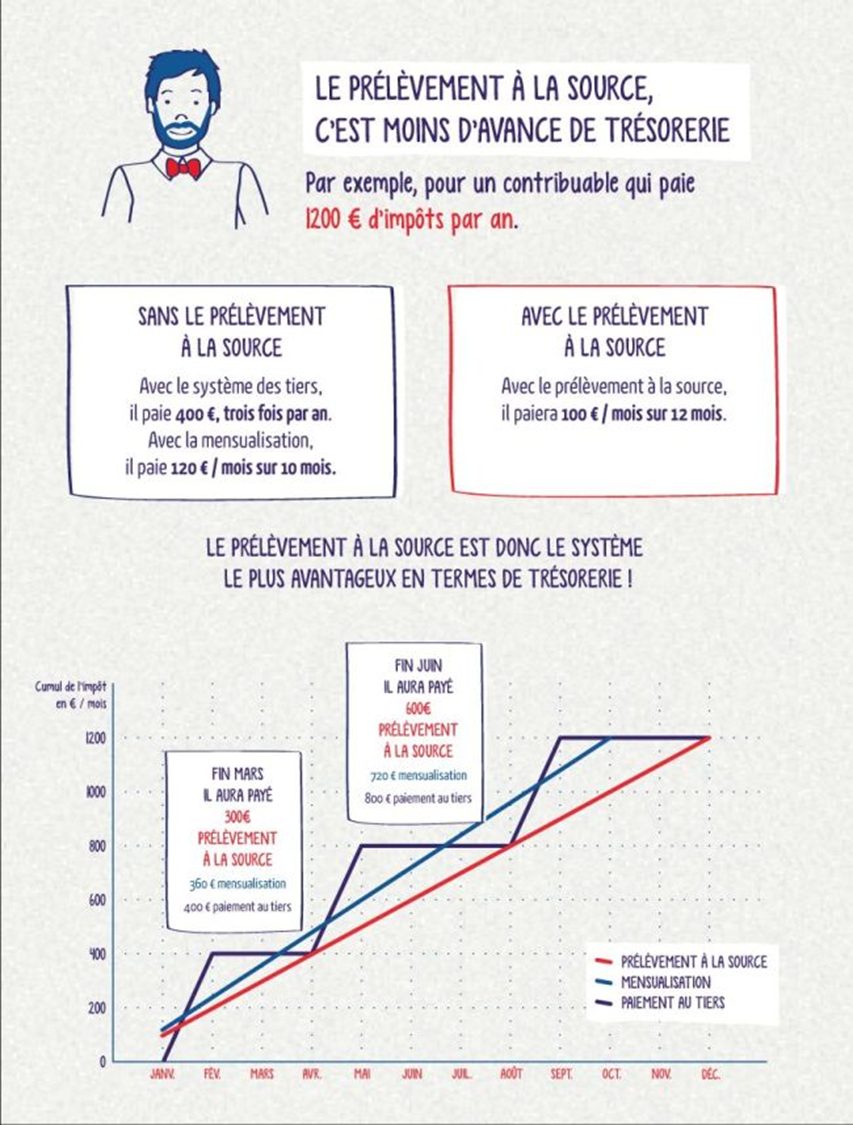 LE PRÉLÈVEMENT À LA SOURCE,
C'EST MOINS D'AVANCE DE TRÉSORERIE
Par exemple, pour un contribuable qui paie
1200 € d'impôts par an.
SANS LE PRÉLÈVEMENT
À LA SOURCE
Avec le système des tiers,
il paie 400 €, trois fois par an.
Avec la mensualisation,
il paie 120 € / mois sur 10 mois.
AVEC LE PRÉLÈVEMENT
À LA SOURCE
Avec le prélèvement à la source,
il paiera 100 € / mois sur 12 mois.
LE PRÉLÈVEMENT À LA SOURCE EST DONC LE SYSTÈME
LE PLUS AVANTAGEUX EN TERMES DE TRÉSORERIE !
Cumul de l'impôt
en € / mois
1200
1000
800
600
400
200
0
FIN MARS
IL AURA PAYÉ
300€
PRÉLÈVEMENT
À LA SOURCE
360 € mensualisation
400 € paiement au tiers
FIN JUIN
IL AURA PAYÉ
600€
PRÉLÈVEMENT
À LA SOURCE
720 € mensualisation
800 € paiement au tiers
PRÉLÈVEMENT À LA SOURCE
MENSUALISATION
PAIEMENT AU TIERS
JANV. FÉV. MARS AVR. MAI JUIN JUIL. AOÛT SEPT. OCT. NOV. DÉC.